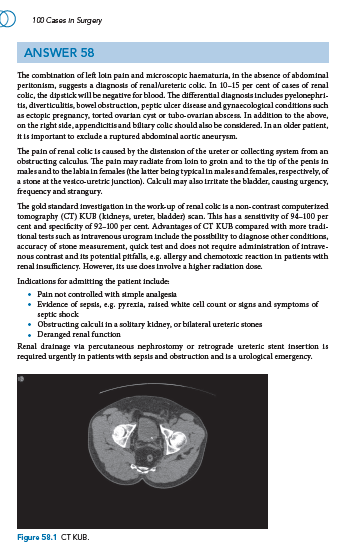 100 Cases in Surgery
ANSWER 58
The combination of left loin pain and microscopic haematuria, in the absence of abdominal
peritonism, suggests a diagnosis of renal/ureteric colic. In 10–15 per cent of cases of renal
colic, the dipstick will be negative for blood. The differential diagnosis includes pyelonephri-
tis, diverticulitis, bowel obstruction, peptic ulcer disease and gynaecological conditions such
as ectopic pregnancy, torted ovarian cyst or tubo-ovarian abscess. In addition to the above,
on the right side, appendicitis and biliary colic should also be considered. In an older patient,
it is important to exclude a ruptured abdominal aortic aneurysm.
The pain of renal colic is caused by the distension of the ureter or collecting system from an
obstructing calculus. The pain may radiate from loin to groin and to the tip of the penis in
males and to the labia in females (the latter being typical in males and females, respectively, of
a stone at the vesico-ureteric junction). Calculi may also irritate the bladder, causing urgency,
frequency and strangury.
The gold standard investigation in the work-up of renal colic is a non-contrast computerized
tomography (CT) KUB (kidneys, ureter, bladder) scan. This has a sensitivity of 94–100 per
cent and specificity of 92–100 per cent. Advantages of CT KUB compared with more tradi-
tional tests such as intravenous urogram include the possibility to diagnose other conditions,
accuracy of stone measurement, quick test and does not require administration of intrave-
nous contrast and its potential pitfalls, e.g. allergy and chemotoxic reaction in patients with
renal insufficiency. However, its use does involve a higher radiation dose.
Indications for admitting the patient include:
• Pain not controlled with simple analgesia
• Evidence of sepsis, e.g. pyrexia, raised white cell count or signs and symptoms of
septic shock
• Obstructing calculi in a solitary kidney, or bilateral ureteric stones
• Deranged renal function
Renal drainage via percutaneous nephrostomy or retrograde ureteric stent insertion is
required urgently in patients with sepsis and obstruction and is a urological emergency.
Figure 58.1 CT KUB.